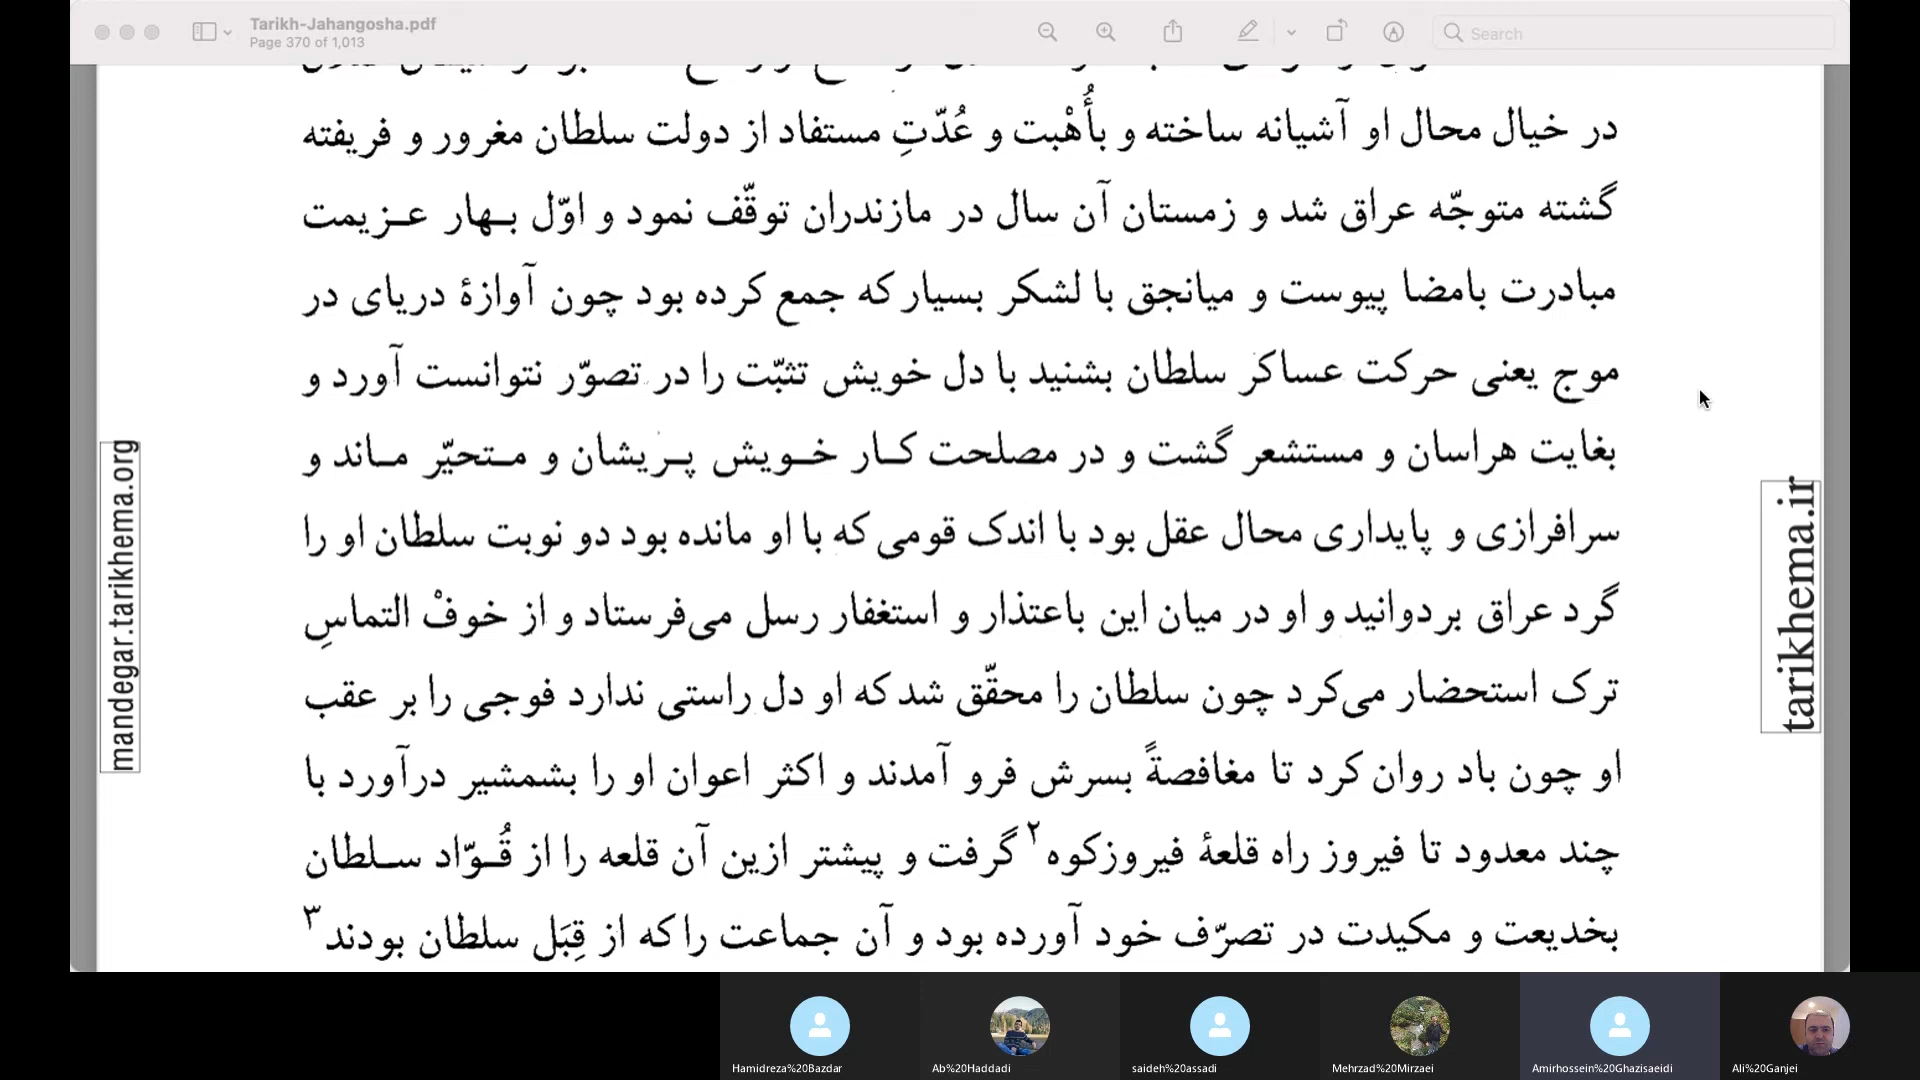 Tarikh-Jahangosha.pdf
Page 370 of 1,013
Search
در خیال محال او آشیانه ساخته و بأُهْبت و عُدّتِ مستفاد از دولت سلطان مغرور و فریفته
گشته متوجّه عراق شد و زمستان آن سال در مازندران توقّف نمود و اوّل بهار عزیمت
مبادرت بامضا پیوست و میانجق با لشکر بسیار که جمع کرده بود چون آوازهٔ دریای در
موج یعنی حرکت عساکر سلطان بشنید با دل خویش تثبّت را در تصوّر نتوانست آورد و
بغایت هراسان و مستشعر گشت و در مصلحت کار خویش پریشان و متحیّر ماند و
سرافرازی و پایداری محال عقل بود با اندک قومی که با او مانده بود دو نوبت سلطان او را
گرد عراق بردوانید و او در میان این باعتذار و استغفار رسل می‌فرستاد و از خوفْ التماسِ
ترک استحضار می‌کرد چون سلطان را محقّق شد که او دل راستی ندارد فوجی را بر عقب
او چون باد روان کرد تا مغافصةً بسرش فرو آمدند و اکثر اعوان او را بشمشیر درآورد با
چند معدود تا فیروز راه قلعهٔ فیروزکوه۲ گرفت و پیشتر ازین آن قلعه را از قُوّاد سلطان
بخدیعت و مکیدت در تصرّف خود آورده بود و آن جماعت را که از قِبَل سلطان بودند۳
mandegar.tarikhema.org
tarikhema.ir
Hamidreza%20Bazdar
Ab%20Haddadi
saideh%20assadi
Mehrzad%20Mirzaei
Amirhossein%20Ghazisaeidi
Ali%20Ganjei